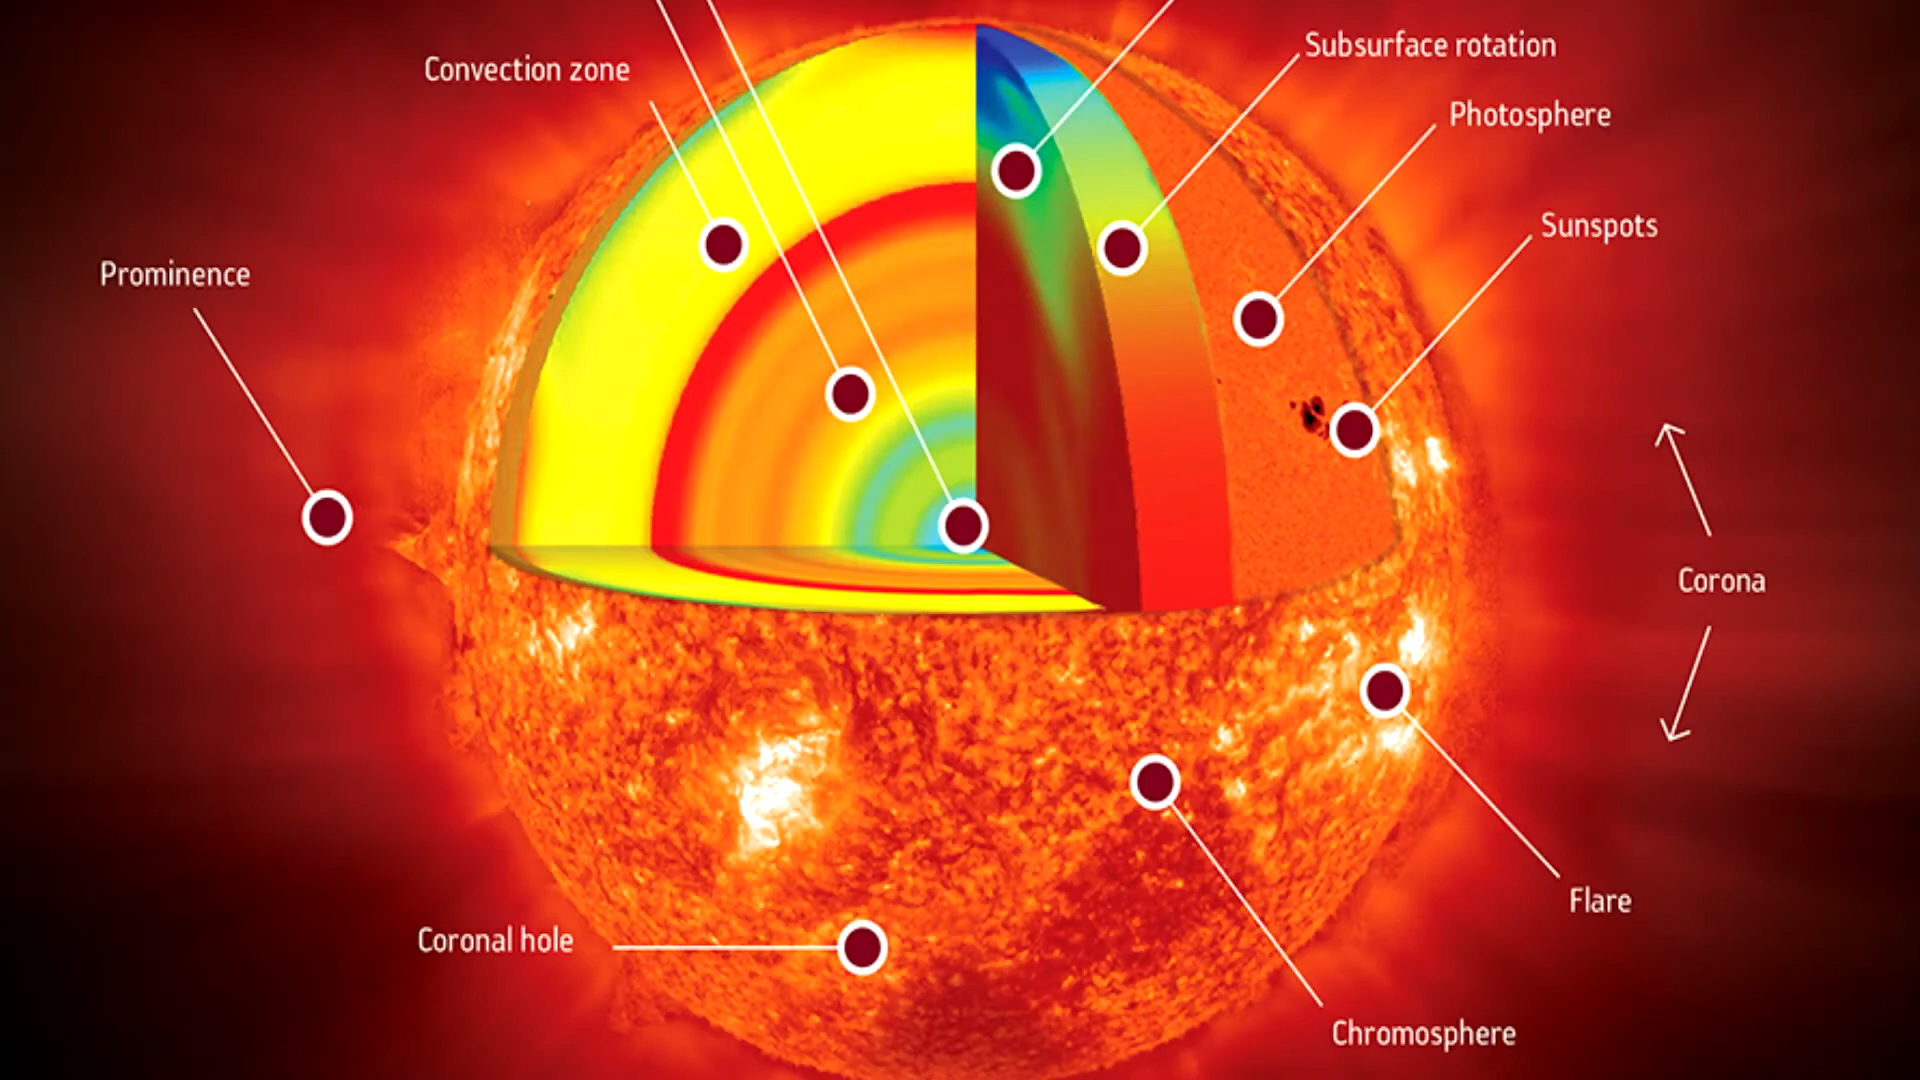 Subsurface rotation
Convection zone
Photosphere
Sunspots
Prominence
Corona
Flare
Coronal hole
Chromosphere